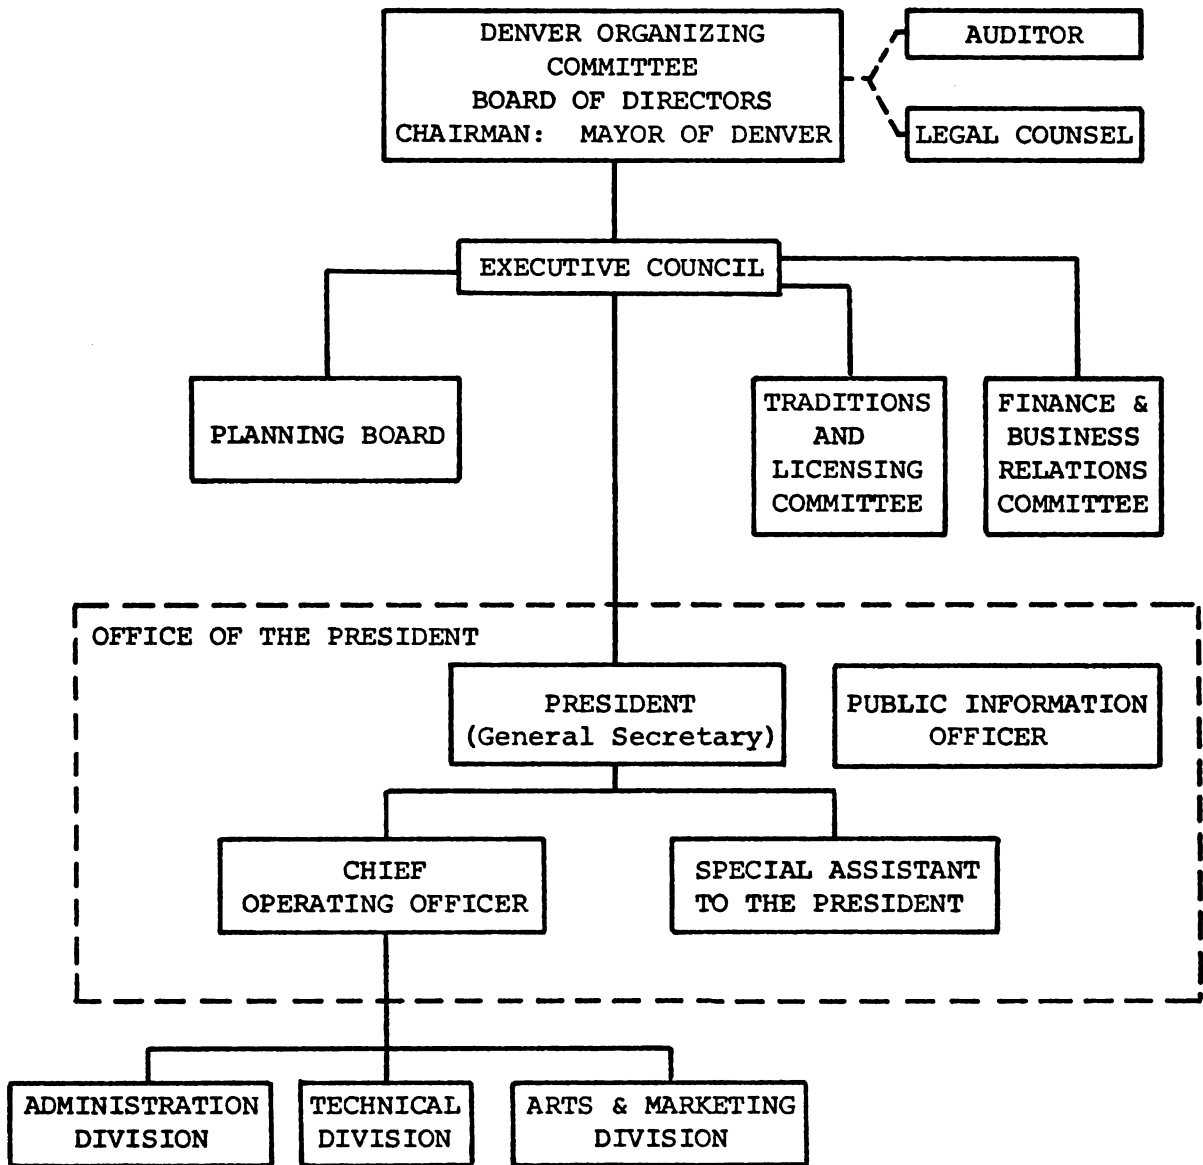 DENVER ORGANIZING
COMMITTEE
BOARD OF DIRECTORS
CHAIRMAN: MAYOR OF DENVER
AUDITOR
LEGAL COUNSEL
EXECUTIVE COUNCIL
PLANNING BOARD
TRADITIONS
AND
LICENSING
COMMITTEE
FINANCE &
BUSINESS
RELATIONS
COMMITTEE
OFFICE OF THE PRESIDENT
PRESIDENT
(General Secretary)
PUBLIC INFORMATION
OFFICER
CHIEF
OPERATING OFFICER
SPECIAL ASSISTANT
TO THE PRESIDENT
ADMINISTRATION
DIVISION
TECHNICAL
DIVISION
ARTS & MARKETING
DIVISION